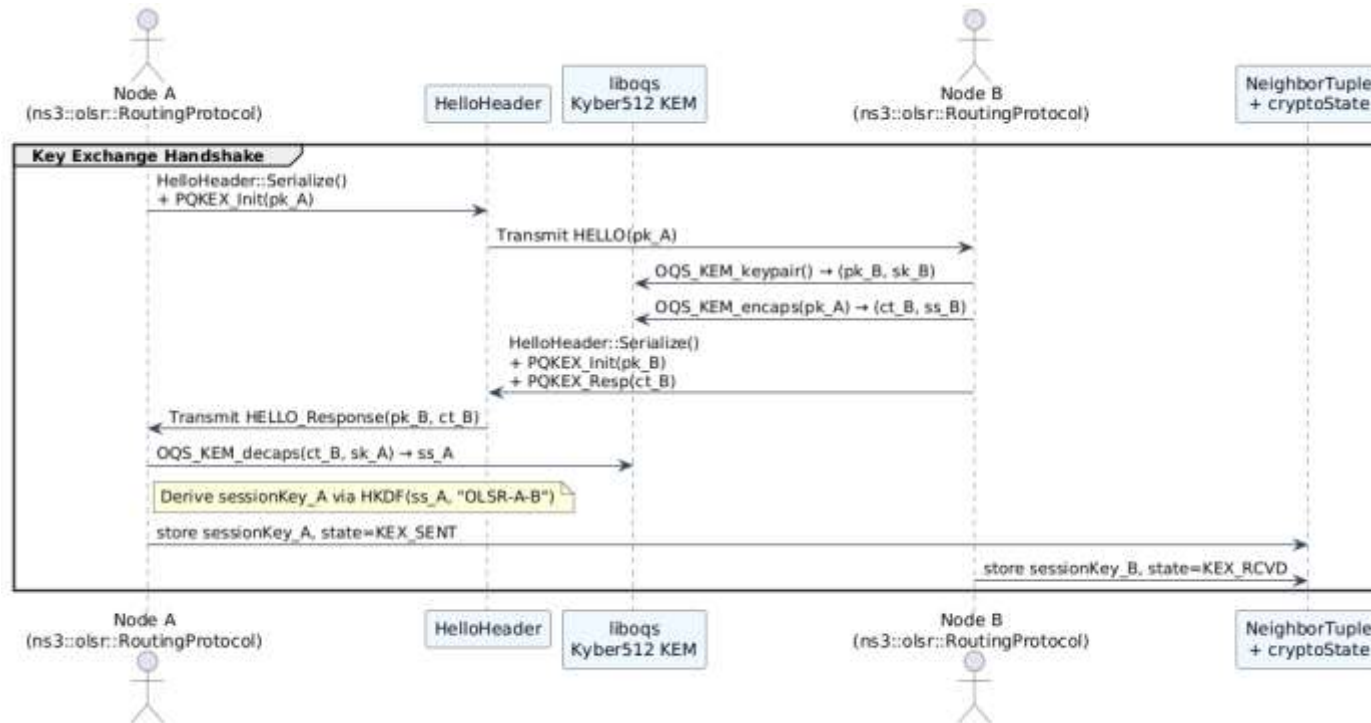 Node A
(ns3::olsr::RoutingProtocol)
HelloHeader
liboqs
Kyber512 KEM
Node B
(ns3::olsr::RoutingProtocol)
NeighborTuple
+ cryptoState
Key Exchange Handshake
HelloHeader::Serialize()
+ PQKEX_Init(pk_A)
Transmit HELLO(pk_A)
OQS_KEM_keypair() → (pk_B, sk_B)
OQS_KEM_encaps(pk_A) → (ct_B, ss_B)
HelloHeader::Serialize()
+ PQKEX_Init(pk_B)
+ PQKEX_Resp(ct_B)
Transmit HELLO_Response(pk_B, ct_B)
OQS_KEM_decaps(ct_B, sk_A) → ss_A
Derive sessionKey_A via HKDF(ss_A, "OLSR-A-B")
store sessionKey_A, state=KEX_SENT
store sessionKey_B, state=KEX_RCVD
Node A
(ns3::olsr::RoutingProtocol)
HelloHeader
liboqs
Kyber512 KEM
Node B
(ns3::olsr::RoutingProtocol)
NeighborTuple
+ cryptoState